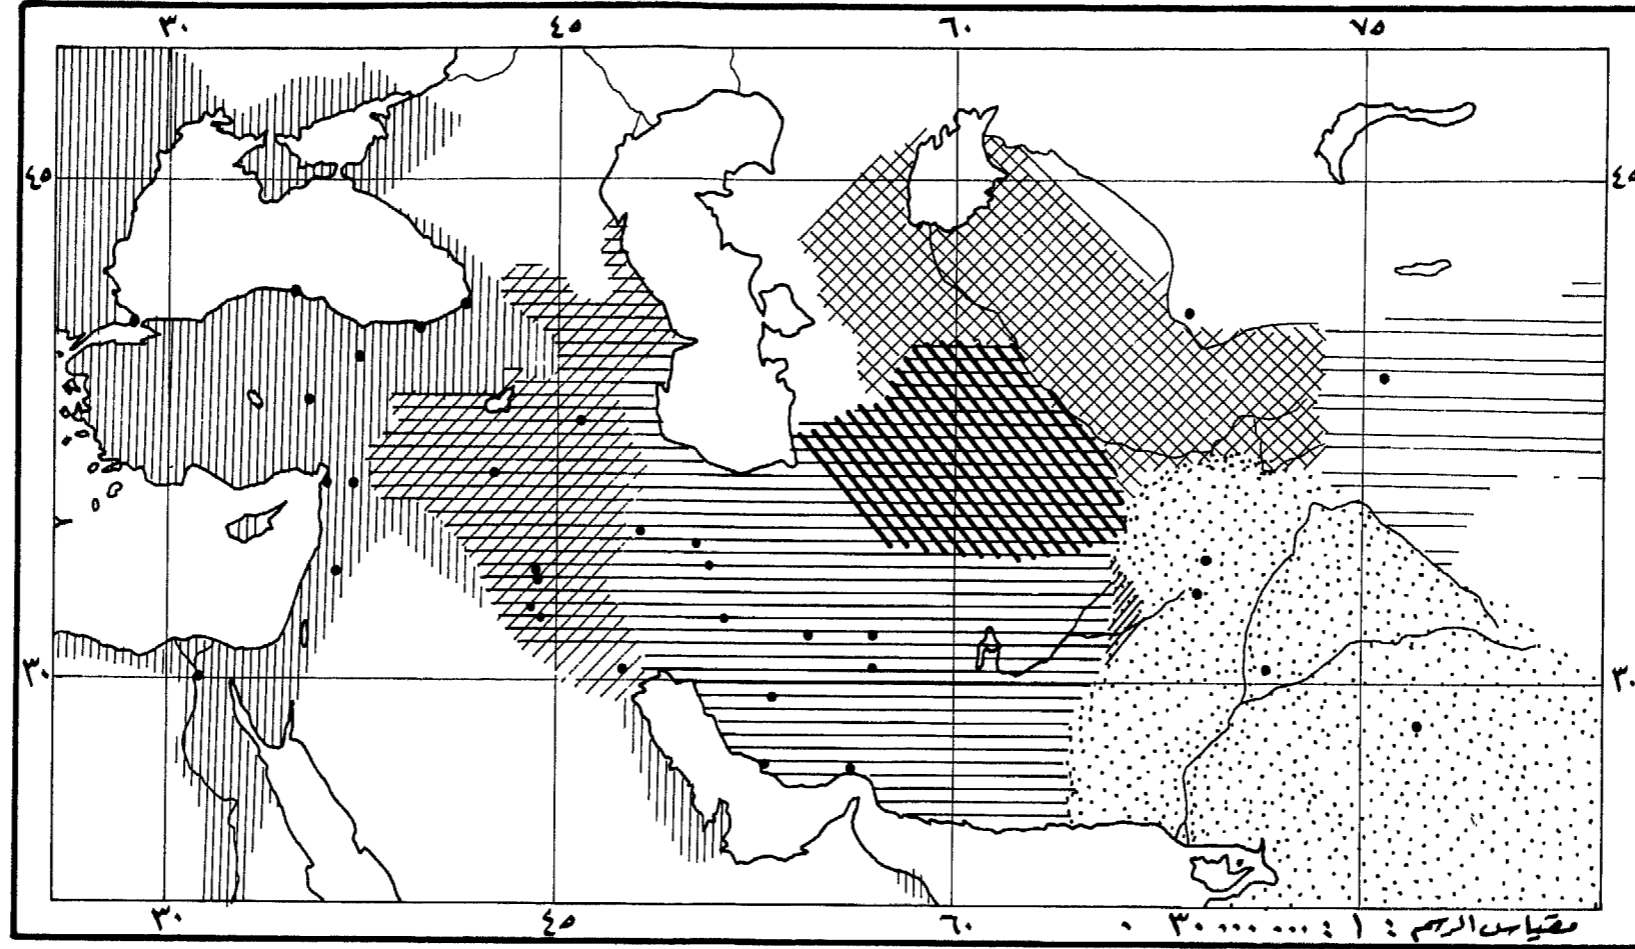 ٣٠ ٤٥ ٦٠ ٧٥
٤٥ ٤٥
٣٠ ٣٠
٣٠ ٤٥ ٦٠
مقياس الرسم : ١ : ٣٠٠٠٠٠٠٠